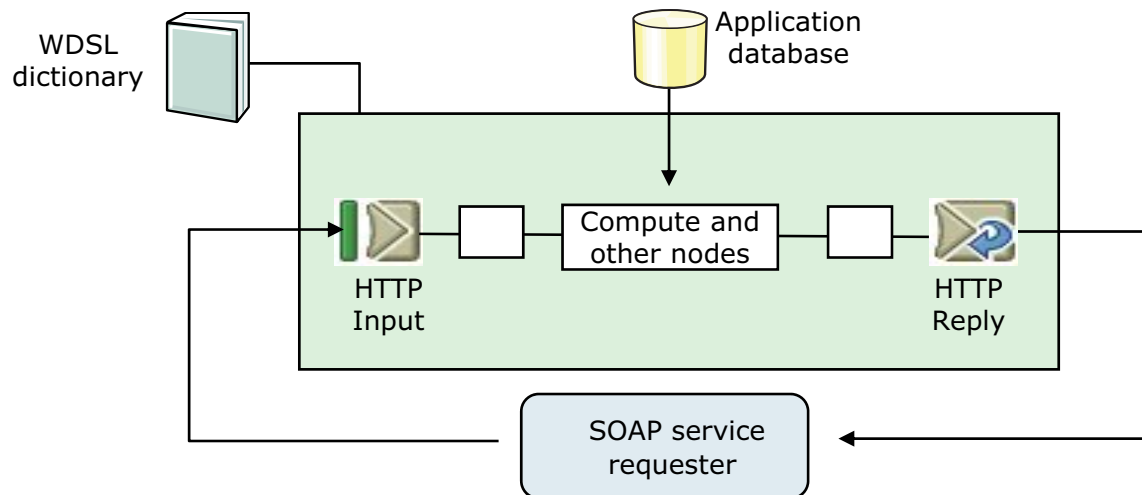 WDSL
dictionary
Application
database
HTTP
Input
Compute and
other nodes
HTTP
Reply
SOAP service
requester